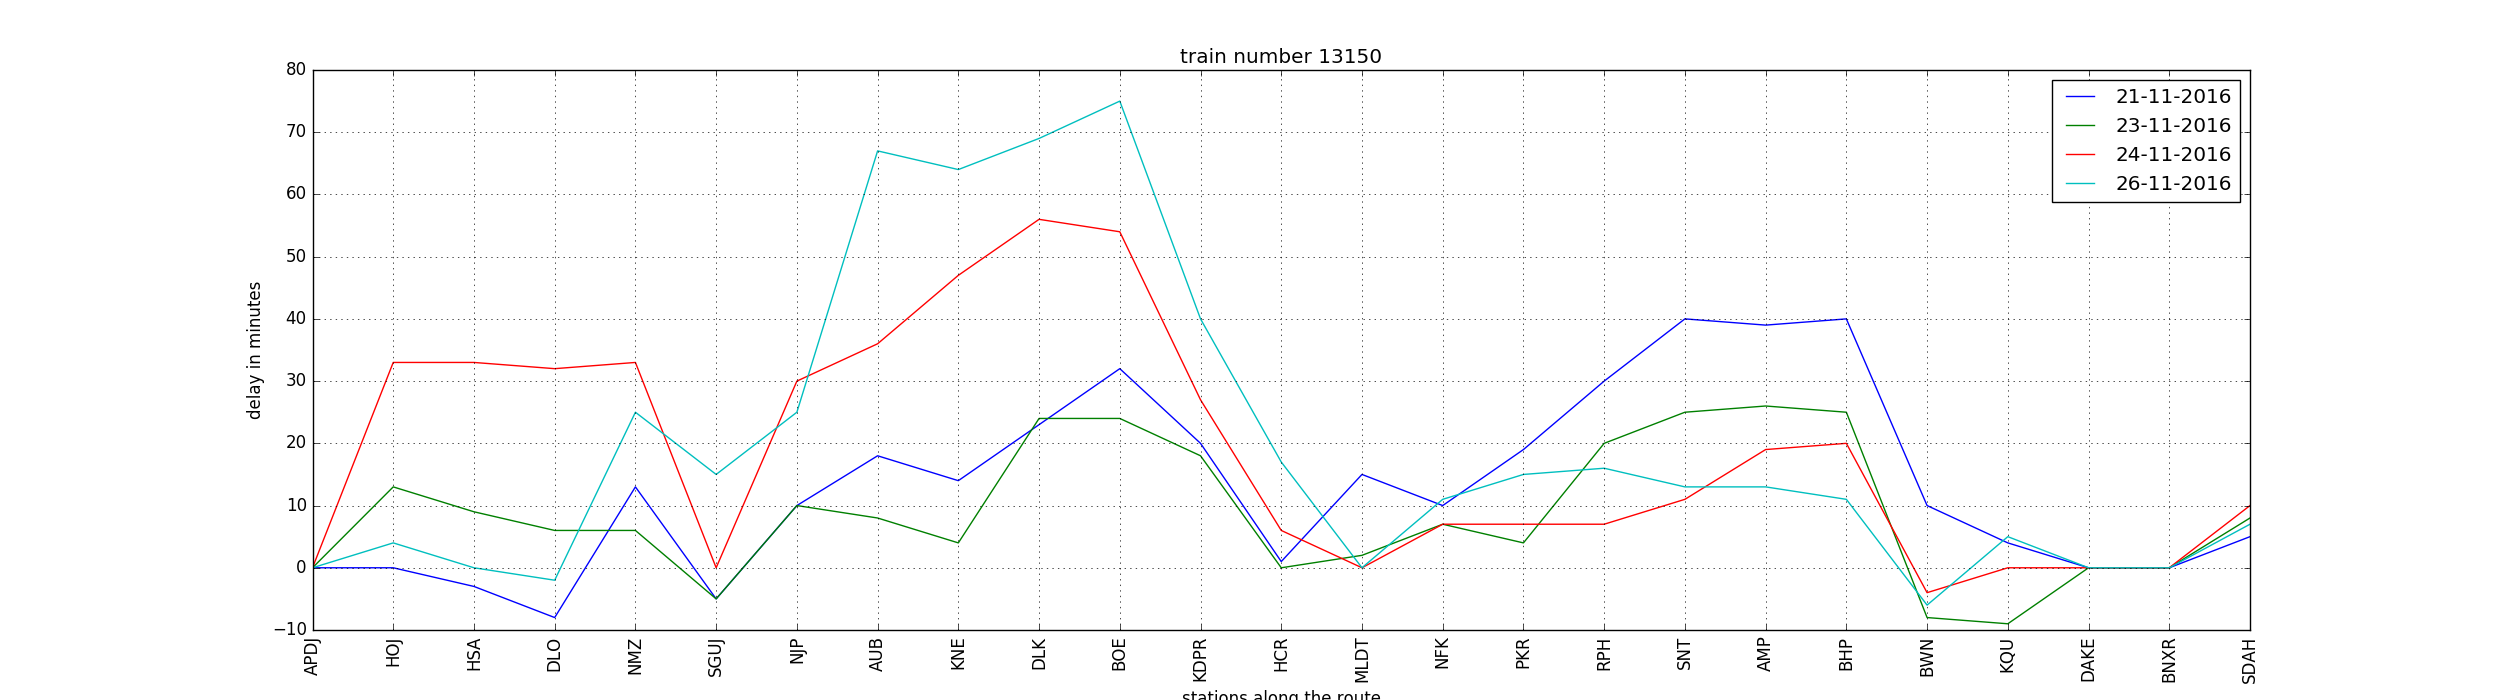 train number 13150
80
70
60
50
40
30
20
10
0
−10
delay in minutes
21-11-2016
23-11-2016
24-11-2016
26-11-2016
APDJ
HOJ
HSA
DLO
NMZ
SGUJ
NJP
AUB
KNE
DLK
BOE
KDPR
HCR
MLDT
NFK
PKR
RPH
SNT
AMP
BHP
BWN
KQU
DAKE
BNXR
SDAH
stations along the route